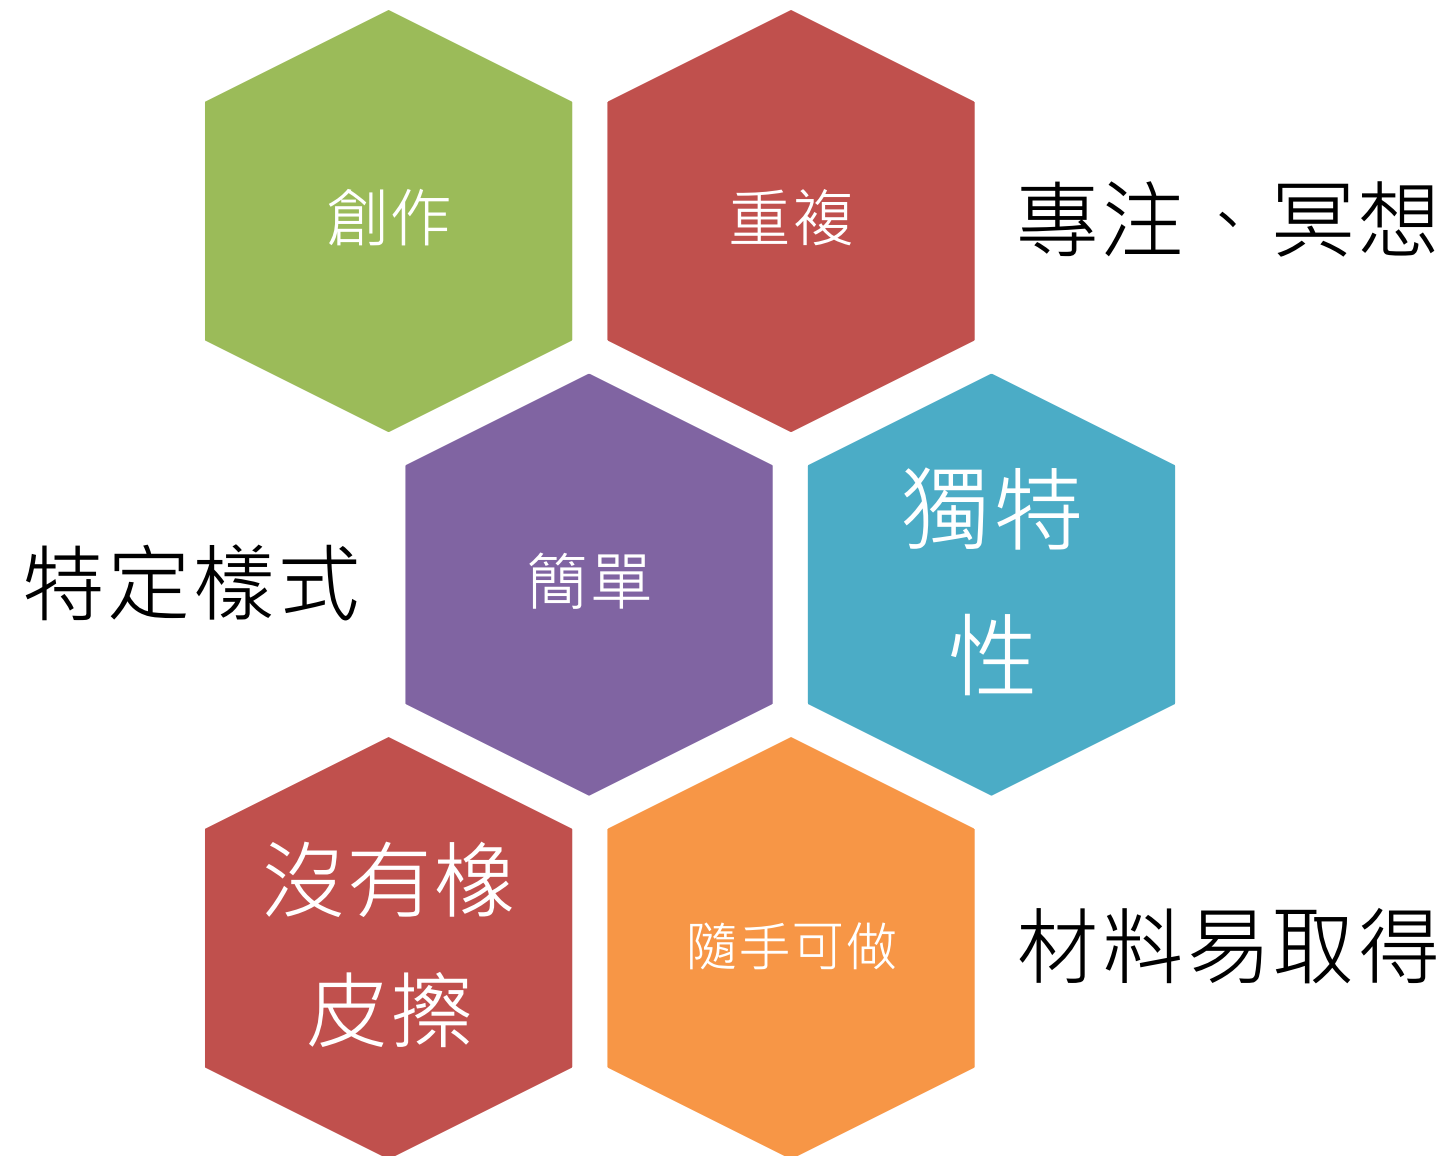 創作
重複
專注、冥想
特定樣式
簡單
獨特
性
沒有橡
皮擦
隨手可做
材料易取得